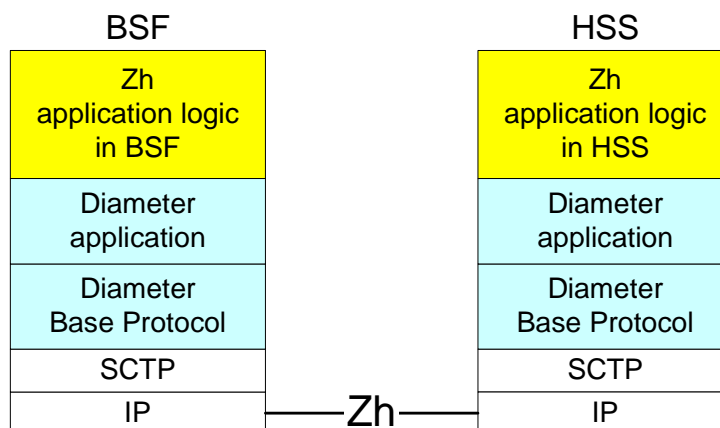 BSF
Zh
application logic
in BSF
Diameter
application
Diameter
Base Protocol
SCTP
IP
Zh
HSS
Zh
application logic
in HSS
Diameter
application
Diameter
Base Protocol
SCTP
IP